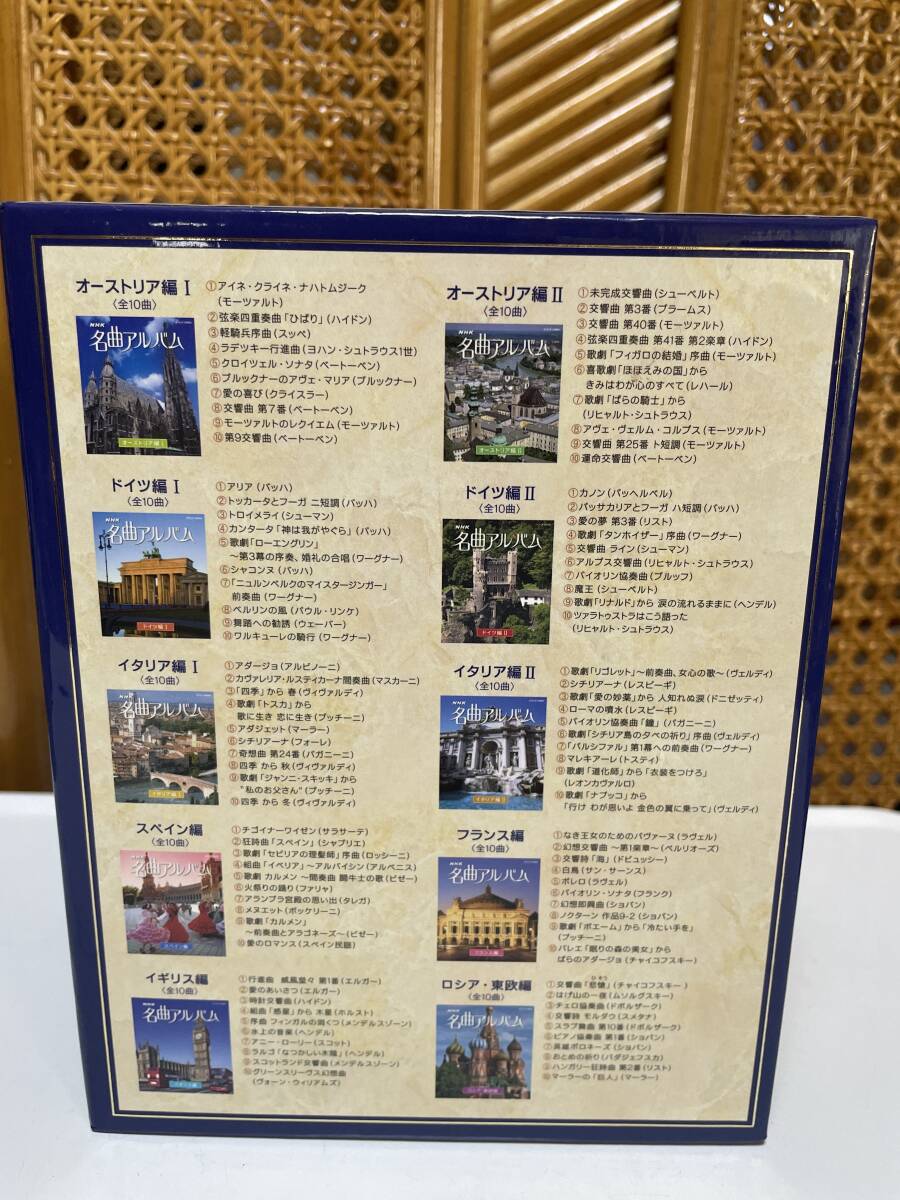 オーストリア編 Ⅰ
〈全10曲〉
NHK
名曲アルバム
オーストリア編Ⅰ
①アイネ・クライネ・ナハトムジーク
(モーツァルト)
②弦楽四重奏曲「ひばり」(ハイドン)
③軽騎兵序曲(スッペ)
④ラデツキー行進曲(ヨハン・シュトラウス1世)
⑤クロイツェル・ソナタ(ベートーベン)
⑥ブルックナーのアヴェ・マリア(ブルックナー)
⑦愛の喜び(クライスラー)
⑧交響曲 第7番(ベートーベン)
⑨モーツァルトのレクイエム(モーツァルト)
⑩第9交響曲(ベートーベン)
オーストリア編Ⅱ
〈全10曲〉
NHK
名曲アルバム
オーストリア編Ⅱ
①未完成交響曲(シューベルト)
②交響曲 第3番(ブラームス)
③交響曲 第40番(モーツァルト)
④弦楽四重奏曲 第41番 第2楽章(ハイドン)
⑤歌劇「フィガロの結婚」序曲(モーツァルト)
⑥喜歌劇「ほほえみの国」から
きみはわが心のすべて(レハール)
⑦歌劇「ばらの騎士」から
(リヒャルト・シュトラウス)
⑧アヴェ・ヴェルム・コルプス(モーツァルト)
⑨交響曲 第25番 ト短調(モーツァルト)
⑩運命交響曲(ベートーベン)
ドイツ編 Ⅰ
〈全10曲〉
NHK
名曲アルバム
ドイツ編Ⅰ
①アリア(バッハ)
②トッカータとフーガ ニ短調(バッハ)
③トロイメライ(シューマン)
④カンタータ「神は我がやぐら」(バッハ)
⑤歌劇「ローエングリン」
～第3幕の序奏、婚礼の合唱(ワーグナー)
⑥シャコンヌ(バッハ)
⑦「ニュルンベルクのマイスタージンガー」
前奏曲(ワーグナー)
⑧ベルリンの風(パウル・リンケ)
⑨舞踏への勧誘(ウェーバー)
⑩ワルキューレの騎行(ワーグナー)
ドイツ編Ⅱ
〈全10曲〉
NHK
名曲アルバム
ドイツ編Ⅱ
①カノン(パッヘルベル)
②パッサカリアとフーガ ハ短調(バッハ)
③愛の夢 第3番(リスト)
④歌劇「タンホイザー」序曲(ワーグナー)
⑤交響曲 ライン(シューマン)
⑥アルプス交響曲(リヒャルト・シュトラウス)
⑦バイオリン協奏曲(ブルッフ)
⑧魔王(シューベルト)
⑨歌劇「リナルド」から 涙の流れるままに(ヘンデル)
⑩ツァラトゥストラはこう語った
(リヒャルト・シュトラウス)
イタリア編 Ⅰ
〈全10曲〉
NHK
名曲アルバム
イタリア編Ⅰ
①アダージョ(アルビノーニ)
②カヴァレリア・ルスティカーナ間奏曲(マスカーニ)
③「四季」から 春(ヴィヴァルディ)
④歌劇「トスカ」から
歌に生き 恋に生き(プッチーニ)
⑤アダジェット(マーラー)
⑥シチリアーナ(フォーレ)
⑦奇想曲 第24番(パガニーニ)
⑧四季 から 秋(ヴィヴァルディ)
⑨歌劇「ジャンニ・スキッキ」から
"私のお父さん"(プッチーニ)
⑩四季 から 冬(ヴィヴァルディ)
イタリア編Ⅱ
〈全10曲〉
NHK
名曲アルバム
イタリア編Ⅱ
①歌劇「リゴレット」～前奏曲、女心の歌～(ヴェルディ)
②シチリアーナ(レスピーギ)
③歌劇「愛の妙薬」から 人知れぬ涙(ドニゼッティ)
④ローマの噴水(レスピーギ)
⑤バイオリン協奏曲「鐘」(パガニーニ)
⑥歌劇「シチリア島の夕べの祈り」序曲(ヴェルディ)
⑦「パルシファル」第1幕への前奏曲(ワーグナー)
⑧マレキアーレ(トスティ)
⑨歌劇「道化師」から「衣装をつけろ」
(レオンカヴァルロ)
⑩歌劇「ナブッコ」から
「行け わが思いよ 金色の翼に乗って」(ヴェルディ)
スペイン編
〈全10曲〉
NHK
名曲アルバム
スペイン編
①チゴイナーワイゼン(サラサーテ)
②狂詩曲「スペイン」(シャブリエ)
③歌劇「セビリアの理髪師」序曲(ロッシーニ)
④組曲「イベリア」～アルバイシン(アルベニス)
⑤歌劇 カルメン ～間奏曲 闘牛士の歌(ビゼー)
⑥火祭りの踊り(ファリャ)
⑦アランブラ宮殿の思い出(タレガ)
⑧メヌエット(ボッケリーニ)
⑨歌劇「カルメン」
～前奏曲とアラゴネーズ～(ビゼー)
⑩愛のロマンス(スペイン民謡)
フランス編
〈全10曲〉
NHK
名曲アルバム
フランス編
①なき王女のためのパヴァーヌ(ラヴェル)
②幻想交響曲 ～第1楽章～(ベルリオーズ)
③交響詩「海」(ドビュッシー)
④白鳥(サン・サーンス)
⑤ボレロ(ラヴェル)
⑥バイオリン・ソナタ(フランク)
⑦幻想即興曲(ショパン)
⑧ノクターン 作品9-2(ショパン)
⑨歌劇「ボエーム」から「冷たい手を」
(プッチーニ)
⑩バレエ「眠りの森の美女」から
ばらのアダージョ(チャイコフスキー)
イギリス編
〈全10曲〉
NHK
名曲アルバム
イギリス編
①行進曲 威風堂々 第1番(エルガー)
②愛のあいさつ(エルガー)
③時計交響曲(ハイドン)
④組曲「惑星」から 木星(ホルスト)
⑤序曲 フィンガルの洞くつ(メンデルスゾーン)
⑥水上の音楽(ヘンデル)
⑦アニー・ローリー(スコット)
⑧ラルゴ「なつかしい木陰」(ヘンデル)
⑨スコットランド交響曲(メンデルスゾーン)
⑩グリーンスリーヴス幻想曲
(ヴォーン・ウィリアムズ)
ロシア・東欧編
〈全10曲〉
NHK
名曲アルバム
ひそう
①交響曲「悲愴」(チャイコフスキー)
②はげ山の一夜(ムソルグスキー)
③チェロ協奏曲(ドボルザーク)
④交響詩 モルダウ(スメタナ)
⑤スラブ舞曲 第10番(ドボルザーク)
⑥ピアノ協奏曲 第1番(ショパン)
⑦英雄ポロネーズ(ショパン)
⑧おとめの祈り(バダジェフスカ)
⑨ハンガリー狂詩曲 第2番(リスト)
⑩マーラーの「巨人」(マーラー)